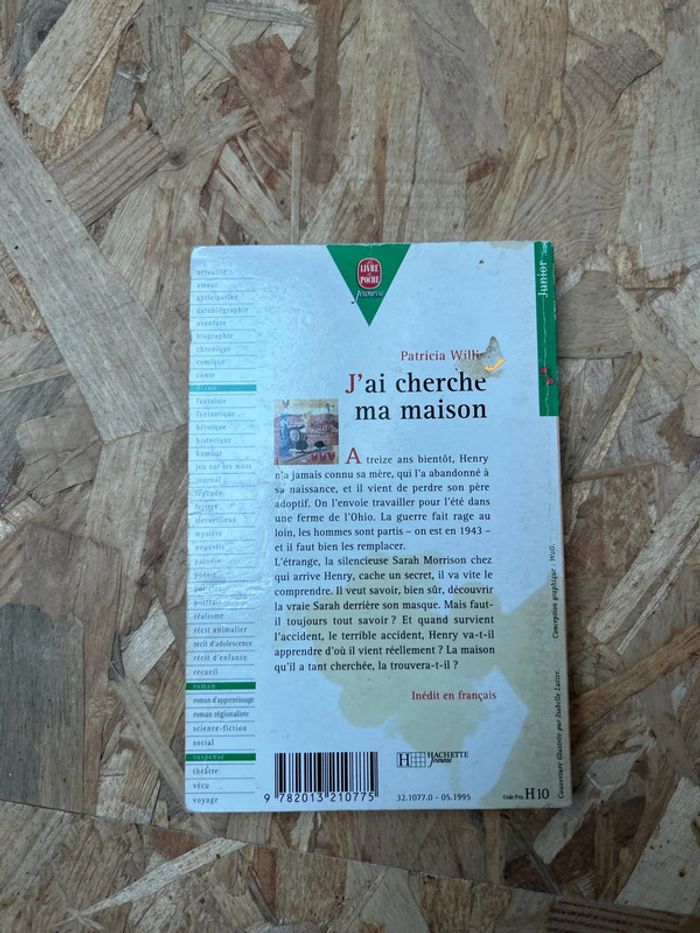 LE LIVRE DE POCHE
Jeunesse
Junior
actualité
amour
anticipation
autobiographie
aventure
biographie
chronique
comique
conte
drame
fantaisie
fantastique
héroïque
historique
humour
jeu sur les mots
journal
légende
lettres
merveilleux
mystère
nouvelle
parodie
poésie
policier
portrait
réalisme
récit animalier
récit d'adolescence
récit d'enfance
recueil
roman
roman d'apprentissage
roman régionaliste
science-fiction
social
suspense
théâtre
vécu
voyage
Patricia
J'ai cherché
ma maison
A treize ans bientôt, Henry
n'a jamais connu sa mère, qui l'a abandonné à
sa naissance, et il vient de perdre son père
adoptif. On l'envoie travailler pour l'été dans
une ferme de l'Ohio. La guerre fait rage au
loin, les hommes sont partis – on est en 1943 –
et il faut bien les remplacer.
L'étrange, la silencieuse Sarah Morrison chez
qui arrive Henry, cache un secret, il va vite le
comprendre. Il veut savoir, bien sûr, découvrir
la vraie Sarah derrière son masque. Mais faut-
il toujours tout savoir ? Et quand survient
l'accident, le terrible accident, Henry va-t-il
apprendre d'où il vient réellement ? La maison
qu'il a tant cherchée, la trouvera-t-il ?
Inédit en français
9 782013 210775
H HACHETTE
Jeunesse
32.1077.0 - 05.1995
Code Prix H 10
Couverture illustrée par Isabelle Lutter.
Conception graphique :